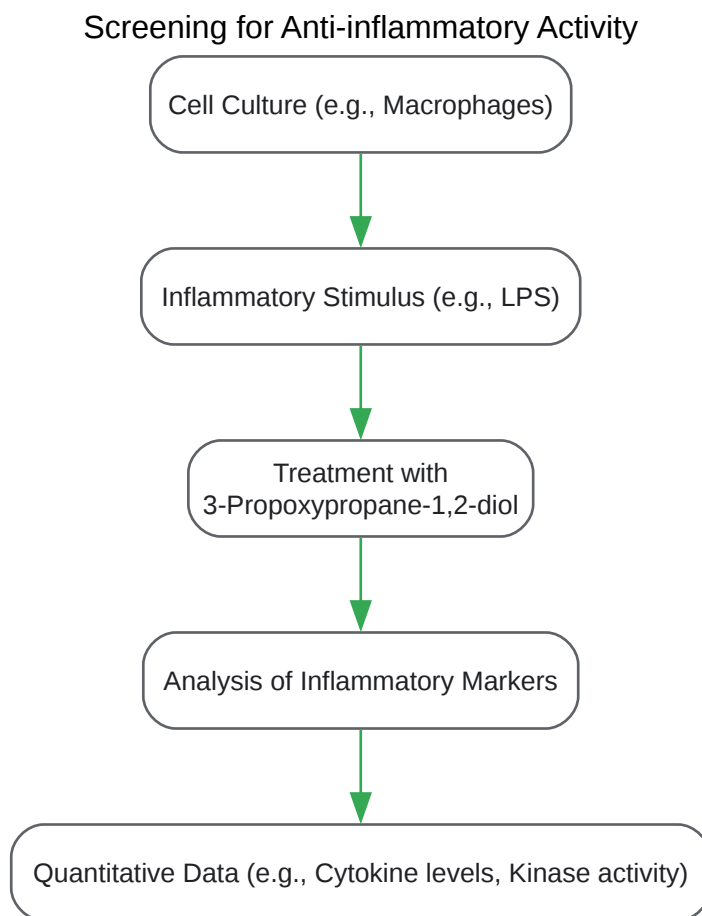 Screening for Anti-inflammatory Activity
Cell Culture (e.g., Macrophages)
Inflammatory Stimulus (e.g., LPS)
Treatment with
3-Propoxypropane-1,2-diol
Analysis of Inflammatory Markers
Quantitative Data (e.g., Cytokine levels, Kinase activity)